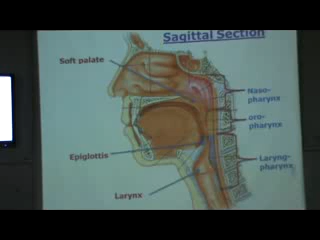 Sagittal Section
Soft palate
Naso-
pharynx
oro-
pharynx
Epiglottis
Laryng-
pharynx
Larynx